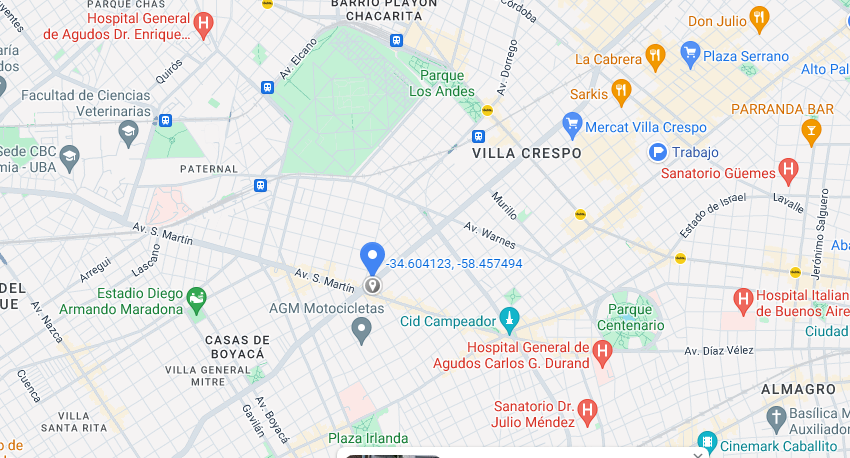 PARQUE CHAS
BARRIO PLAYÓN
CHACARITA
Hospital General
de Agudos Dr. Enrique...
Don Julio
Av. Elcano
Av. Dorrego
La Cabrera
Plaza Serrano
Quirós
Parque
Los Andes
Alto Pal
Sarkis
Facultad de Ciencias
Veterinarias
PARRANDA BAR
Mercat Villa Crespo
Sede CBC
mia - UBA
VILLA CRESPO
Trabajo
PATERNAL
Sanatorio Güemes
Murillo
Estado de Israel
Lavalle
Jerónimo Salguero
Av. S. Martín
Av. Warnes
Aba
Arregui
Lascano
-34.604123, -58.457494
Av. S. Martín
DEL
QUE
Av. Nazca
Estadio Diego
Armando Maradona
AGM Motocicletas
Parque
Centenario
Hospital Italian
de Buenos Aire
Cid Campeador
Ciudad
CASAS DE
BOYACÁ
Hospital General de
Agudos Carlos G. Durand
Av. Díaz Vélez
VILLA GENERAL
MITRE
Cuenca
ALMAGRO
Av. Boyacá
Gavilán
VILLA
SANTA RITA
Sanatorio Dr.
Julio Méndez
Basílica M
Auxiliador
Plaza Irlanda
o de
Cinemark Caballito